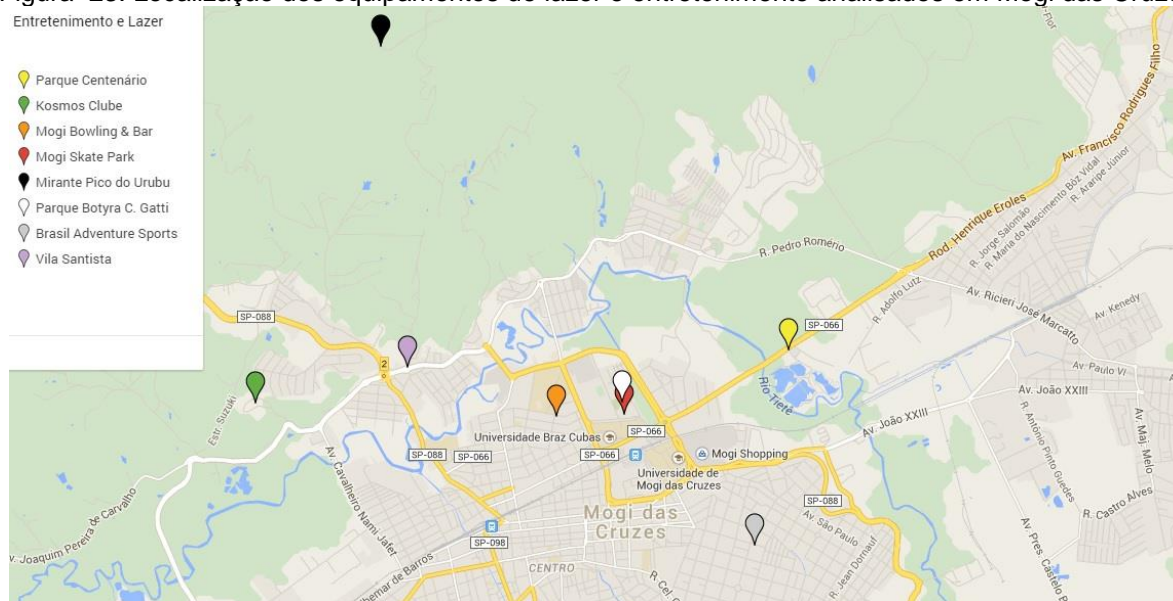 Entretenimento e Lazer
Parque Centenário
Kosmos Clube
Mogi Bowling & Bar
Mogi Skate Park
Mirante Pico do Urubu
Parque Botyra C. Gatti
Brasil Adventure Sports
Vila Santista
Av. Francisco Rodrigues Filho
R. Maria do Nascimento Bóz Vidal
R. Araripe Júnior
R. Jorge Salomão
Rod. Henrique Eroles
R. Pedro Romério
R. Adolfo Lutz
Av. Ricieri José Marcatto
Av. Kenedy
SP-088
SP-066
2
Av. Paulo VI
Rio Tietê
Av. João XXIII
Av. João XXIII
Estr. Suzuki
R. Antônio Pinto Guedes
Av. Maj. Melo
Universidade Braz Cubas
SP-066
Mogi Shopping
SP-088
SP-066
SP-066
Universidade de
Mogi das Cruzes
Av. Cavalheiro Nami Jafet
SP-088
R. Castro Alves
Mogi das
Cruzes
Av. São Paulo
SP-098
R. Jean Dornauf
Joaquim Pereira de Carvalho
CENTRO